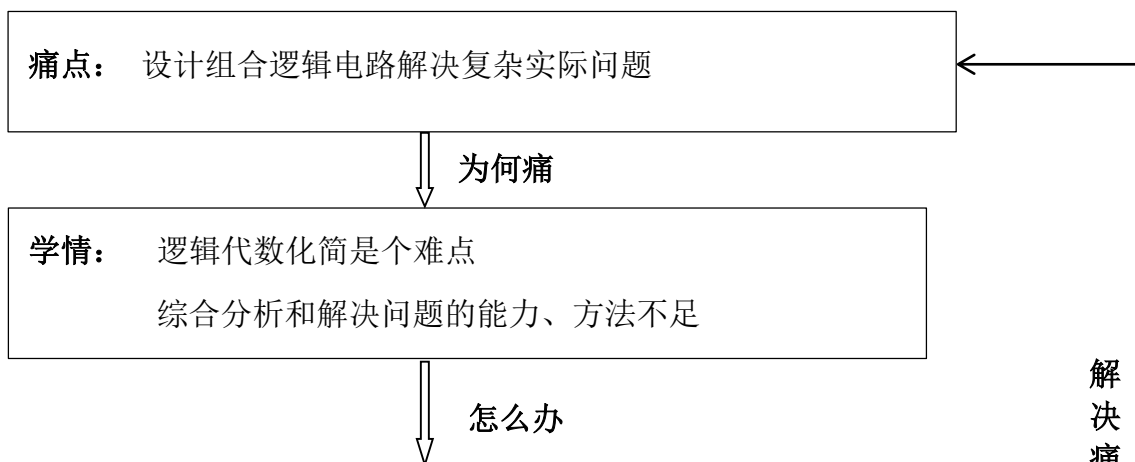 痛点： 设计组合逻辑电路解决复杂实际问题
为何痛
学情： 逻辑代数化简是个难点
综合分析和解决问题的能力、方法不足
怎么办
解
决
痛